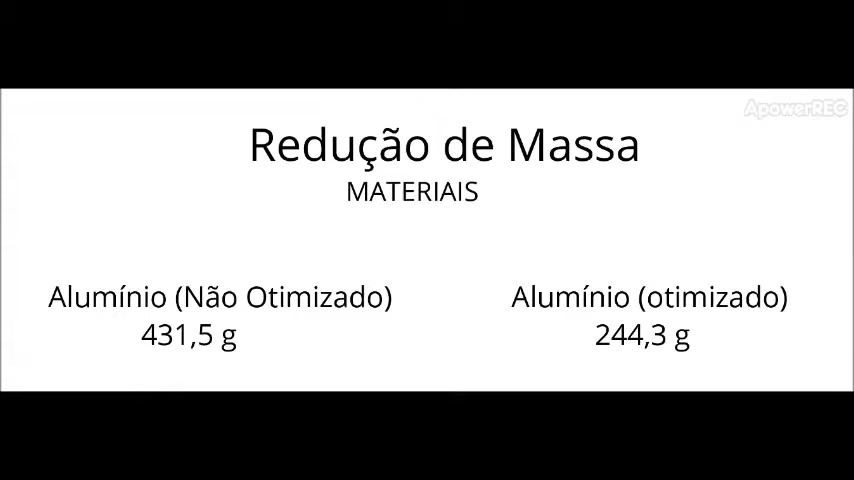 ApowerREC
Redução de Massa
MATERIAIS
Alumínio (Não Otimizado)
431,5 g
Alumínio (otimizado)
244,3 g